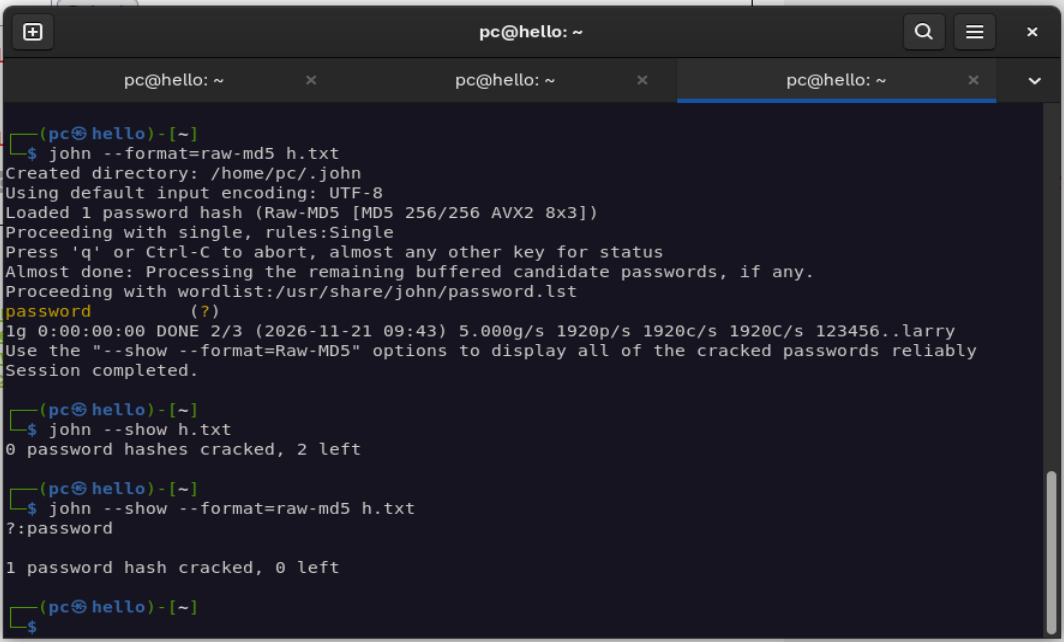 pc@hello: ~
pc@hello: ~ × pc@hello: ~ × pc@hello: ~ ×
┌──(pc㉿hello)-[~]
└─$ john --format=raw-md5 h.txt
Created directory: /home/pc/.john
Using default input encoding: UTF-8
Loaded 1 password hash (Raw-MD5 [MD5 256/256 AVX2 8x3])
Proceeding with single, rules:Single
Press 'q' or Ctrl-C to abort, almost any other key for status
Almost done: Processing the remaining buffered candidate passwords, if any.
Proceeding with wordlist:/usr/share/john/password.lst
password         (?)
1g 0:00:00:00 DONE 2/3 (2026-11-21 09:43) 5.000g/s 1920p/s 1920c/s 1920C/s 123456..larry
Use the "--show --format=Raw-MD5" options to display all of the cracked passwords reliably
Session completed.
┌──(pc㉿hello)-[~]
└─$ john --show h.txt
0 password hashes cracked, 2 left
┌──(pc㉿hello)-[~]
└─$ john --show --format=raw-md5 h.txt
?:password
1 password hash cracked, 0 left
┌──(pc㉿hello)-[~]
└─$